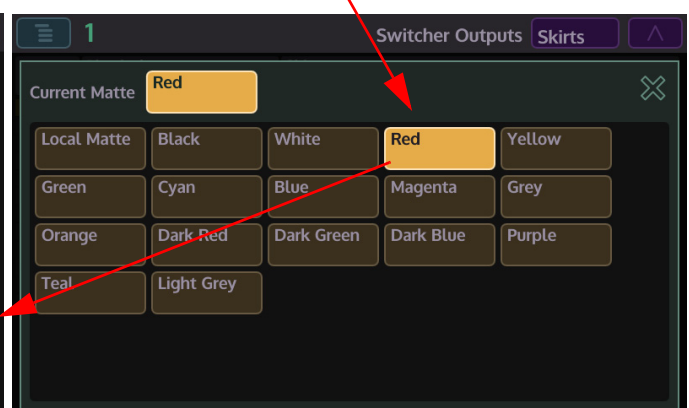 1 Switcher Outputs Skirts
Current Matte Red
Local Matte Black White Red Yellow
Green Cyan Blue Magenta Grey
Orange Dark Red Dark Green Dark Blue Purple
Teal Light Grey